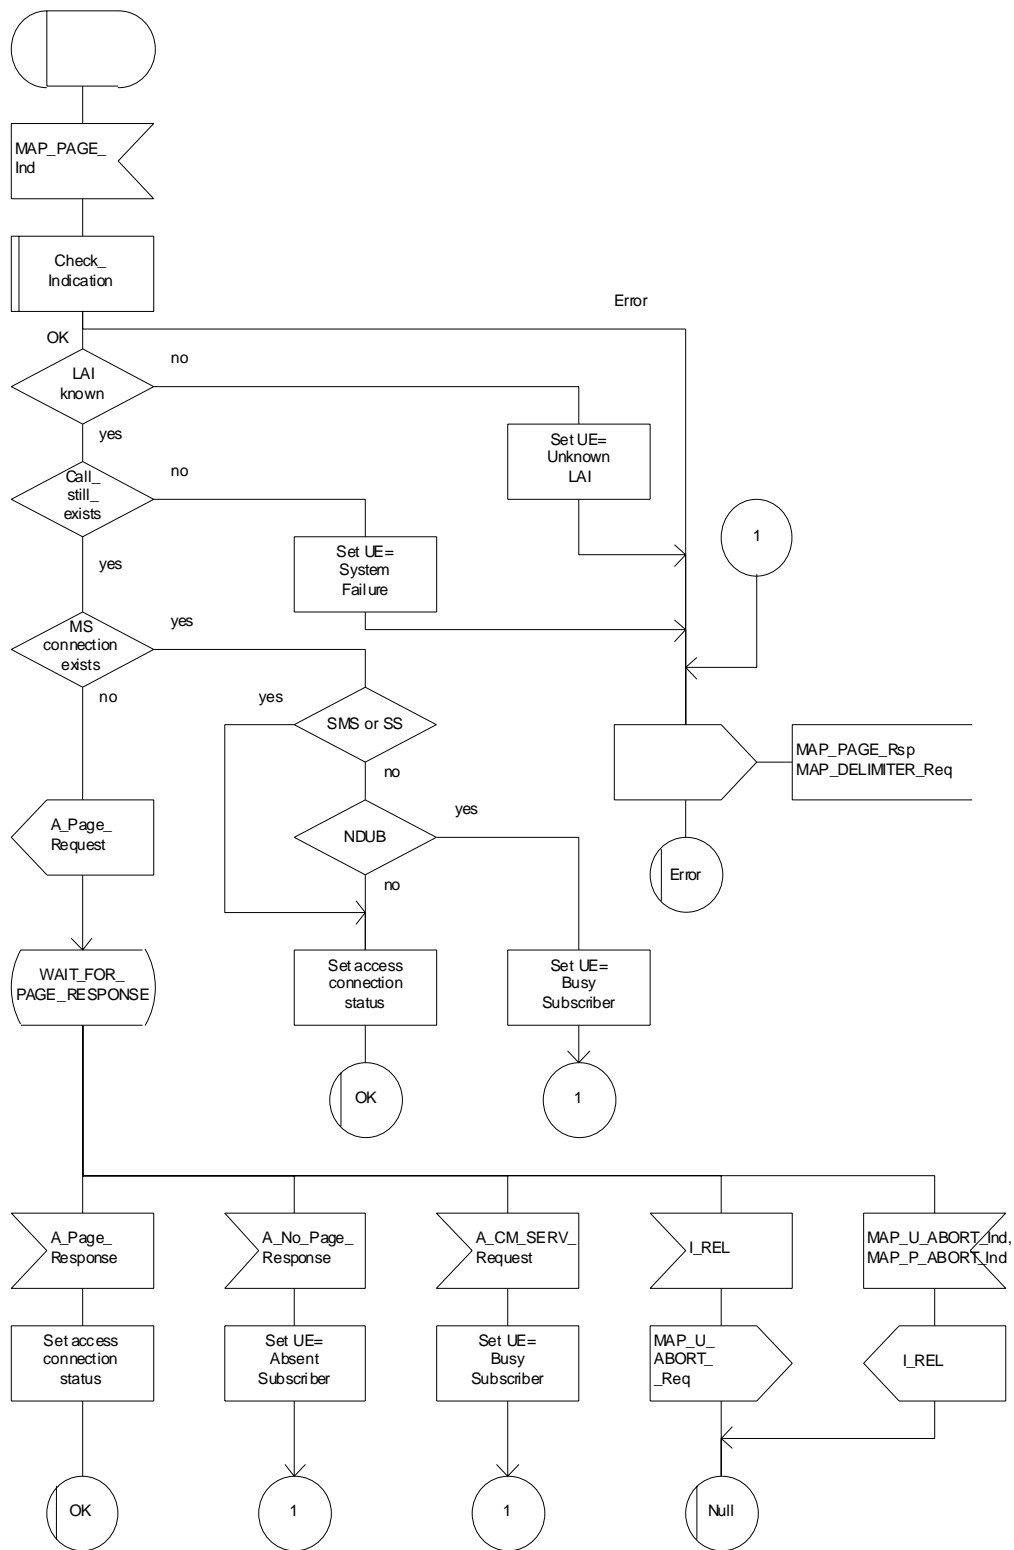 MAP_PAGE_
Ind
Check_
Indication
Error
OK
no
LAI
known
yes
Set UE=
Unknown
LAI
no
Call_
still_
exists
1
Set UE=
System
Failure
yes
yes
MS
connection
exists
no
yes
SMS or SS
MAP_PAGE_Rsp
MAP_DELIMITER_Req
no
yes
A_Page_
Request
NDUB
Error
no
Set access
connection
status
Set UE=
Busy
Subscriber
WAIT_FOR_
PAGE_RESPONSE
OK
1
A_Page_
Response
A_No_Page_
Response
A_CM_SERV_
Request
I_REL
MAP_U_ABORT_Ind,
MAP_P_ABORT_Ind
Set access
connection
status
Set UE=
Absent
Subscriber
Set UE=
Busy
Subscriber
MAP_U_
ABORT_
_Req
I_REL
OK
1
1
Null